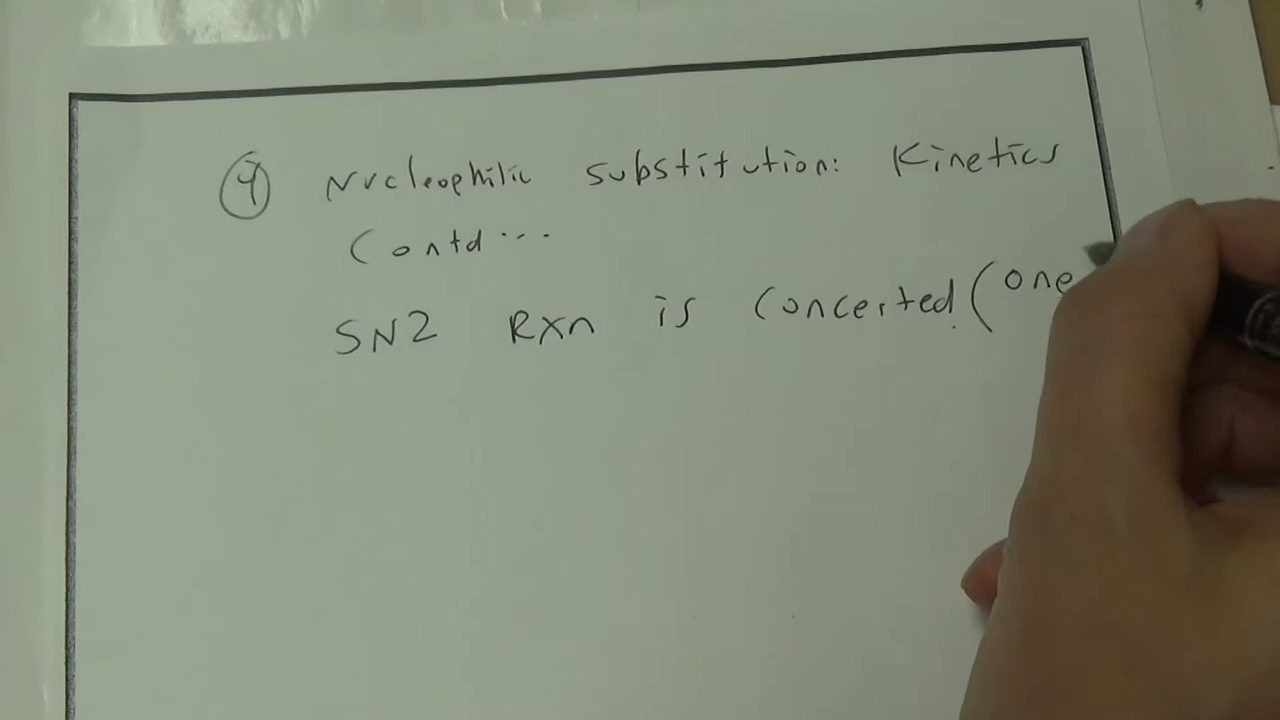 ④ Nucleophilic substitution: Kinetics
Contd...
SN2 Rxn is Concerted (one